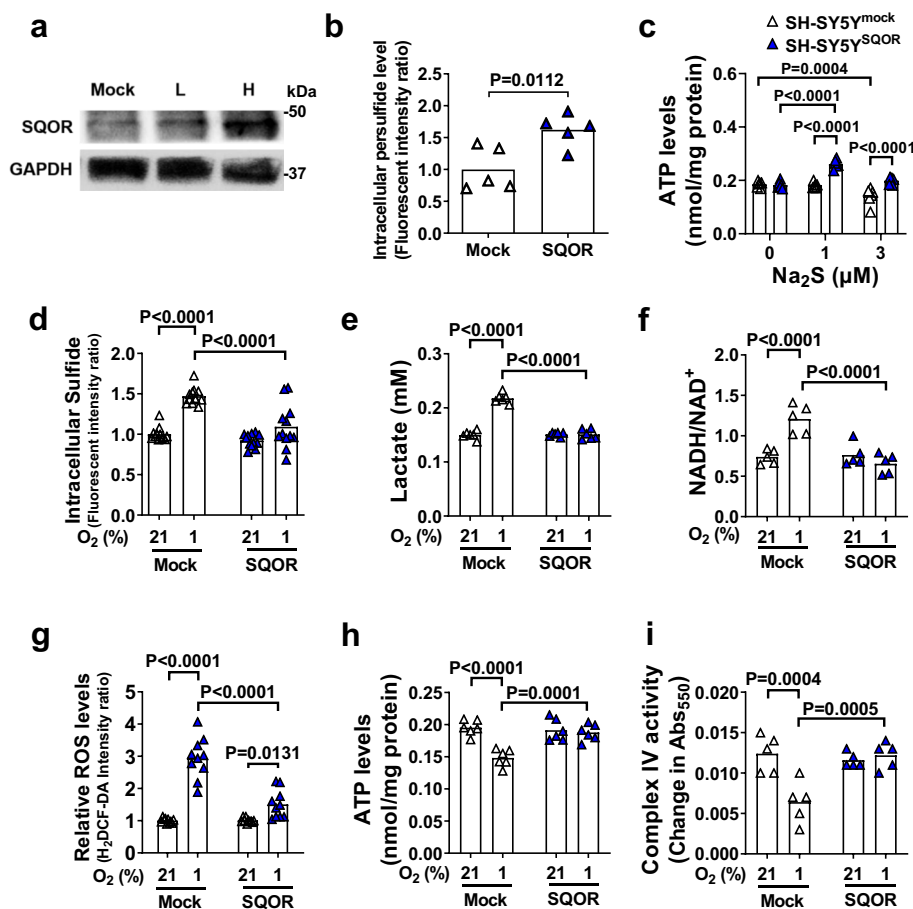 a
Mock L H kDa
SQOR
GAPDH
-50
-37
b
Intracellular persulfide level
(Fluorescent intensity ratio)
P=0.0112
2.5
2.0
1.5
1.0
0.5
0.0
Mock SQOR
c
SH-SY5Y^mock
SH-SY5Y^SQOR
ATP levels
(nmol/mg protein)
P=0.0004
P<0.0001
P<0.0001
P<0.0001
0.6
0.4
0.2
0.0
0 1 3
Na₂S (µM)
d
Intracellular Sulfide
(Fluorescent intensity ratio)
P<0.0001
P<0.0001
2.0
1.5
1.0
0.5
0.0
O₂ (%) 21 1 21 1
Mock SQOR
e
Lactate (mM)
P<0.0001
P<0.0001
0.3
0.2
0.1
0.0
O₂ (%) 21 1 21 1
Mock SQOR
f
NADH/NAD⁺
P<0.0001
P<0.0001
2.0
1.5
1.0
0.5
0.0
O₂ (%) 21 1 21 1
Mock SQOR
g
Relative ROS levels
(H₂DCF-DA Intensity ratio)
P<0.0001
P<0.0001
P=0.0131
5
4
3
2
1
0
O₂ (%) 21 1 21 1
Mock SQOR
h
ATP levels
(nmol/mg protein)
P<0.0001
P=0.0001
0.25
0.20
0.15
0.10
0.05
0.00
O₂ (%) 21 1 21 1
Mock SQOR
i
Complex IV activity
(Change in Abs₅₅₀)
P=0.0004
P=0.0005
0.020
0.015
0.010
0.005
0.000
O₂ (%) 21 1 21 1
Mock SQOR